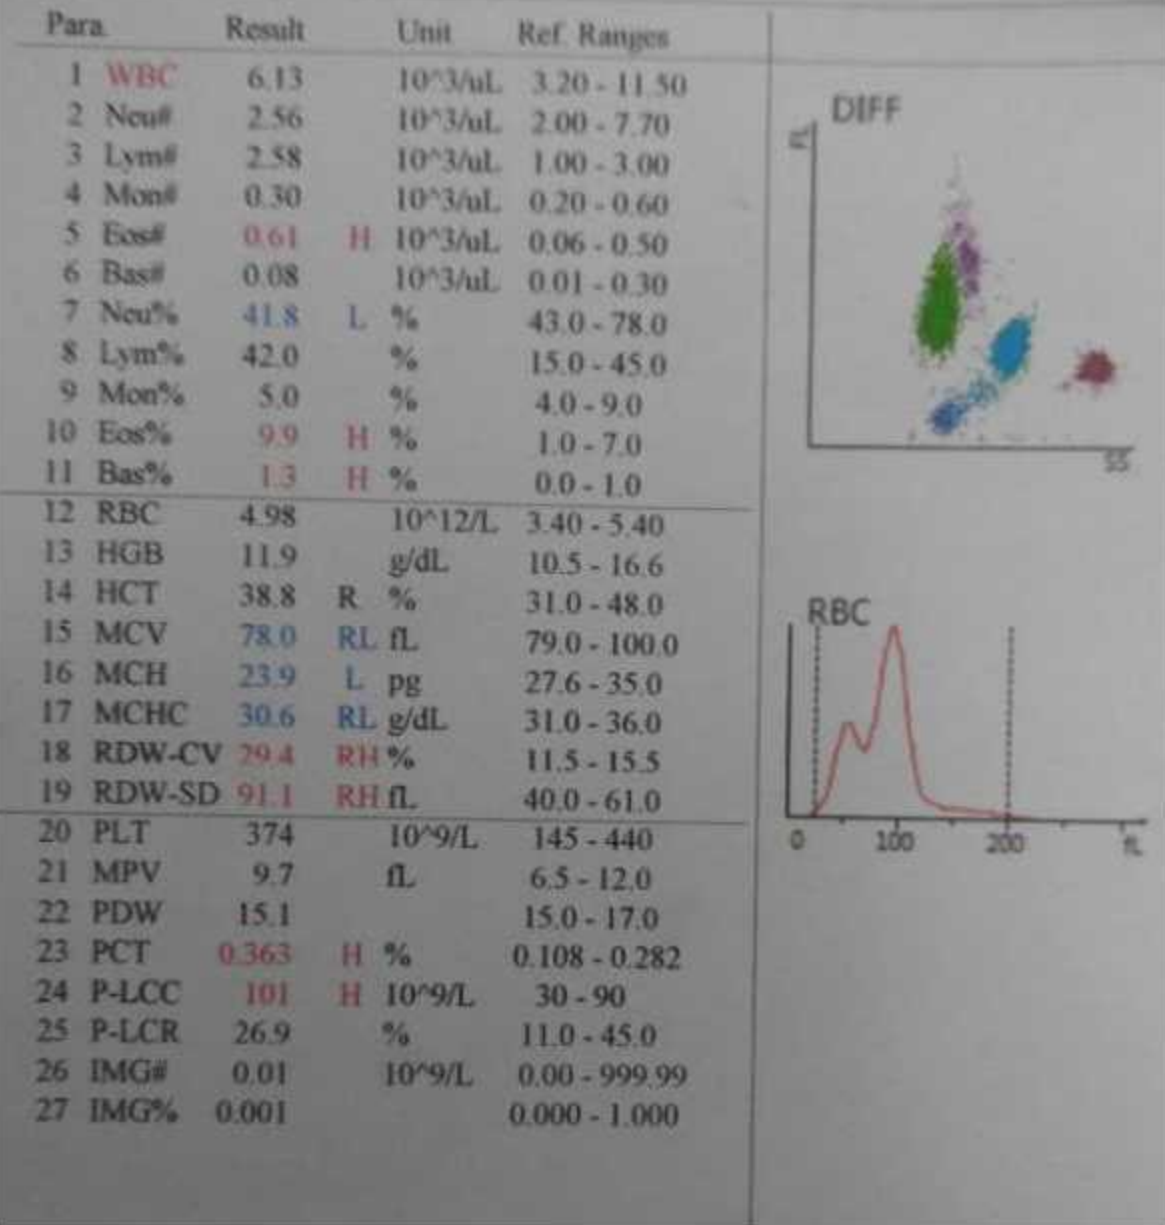 Para. Result Unit Ref. Ranges
1 WBC 6.13 10^3/uL 3.20 - 11.50
2 Neu# 2.56 10^3/uL 2.00 - 7.70
3 Lym# 2.58 10^3/uL 1.00 - 3.00
4 Mon# 0.30 10^3/uL 0.20 - 0.60
5 Eos# 0.61 H 10^3/uL 0.06 - 0.50
6 Bas# 0.08 10^3/uL 0.01 - 0.30
7 Neu% 41.8 L % 43.0 - 78.0
8 Lym% 42.0 % 15.0 - 45.0
9 Mon% 5.0 % 4.0 - 9.0
10 Eos% 9.9 H % 1.0 - 7.0
11 Bas% 1.3 H % 0.0 - 1.0
12 RBC 4.98 10^12/L 3.40 - 5.40
13 HGB 11.9 g/dL 10.5 - 16.6
14 HCT 38.8 R % 31.0 - 48.0
15 MCV 78.0 RL fL 79.0 - 100.0
16 MCH 23.9 L pg 27.6 - 35.0
17 MCHC 30.6 RL g/dL 31.0 - 36.0
18 RDW-CV 29.4 RH % 11.5 - 15.5
19 RDW-SD 91.1 RH fL 40.0 - 61.0
20 PLT 374 10^9/L 145 - 440
21 MPV 9.7 fL 6.5 - 12.0
22 PDW 15.1 15.0 - 17.0
23 PCT 0.363 H % 0.108 - 0.282
24 P-LCC 101 H 10^9/L 30 - 90
25 P-LCR 26.9 % 11.0 - 45.0
26 IMG# 0.01 10^9/L 0.00 - 999.99
27 IMG% 0.001 0.000 - 1.000
DIFF
FL
SS
RBC
0 100 200 fL